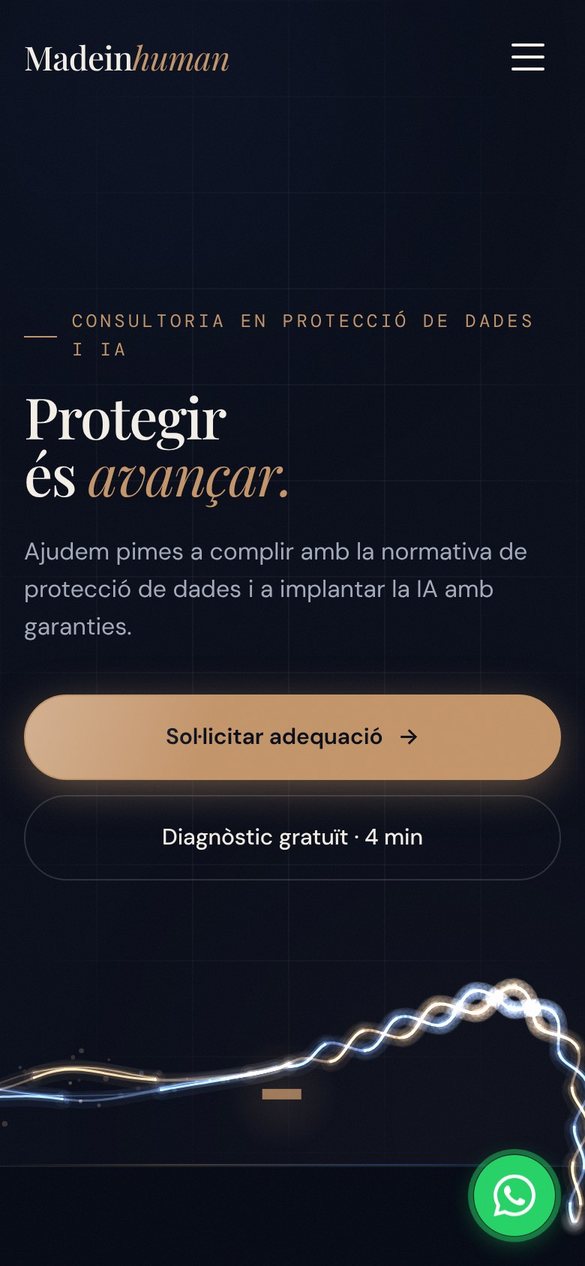 Madeinhuman
CONSULTORIA EN PROTECCIÓ DE DADES
I IA
Protegir
és avançar.
Ajudem pimes a complir amb la normativa de
protecció de dades i a implantar la IA amb
garanties.
Sol·licitar adequació →
Diagnòstic gratuït · 4 min